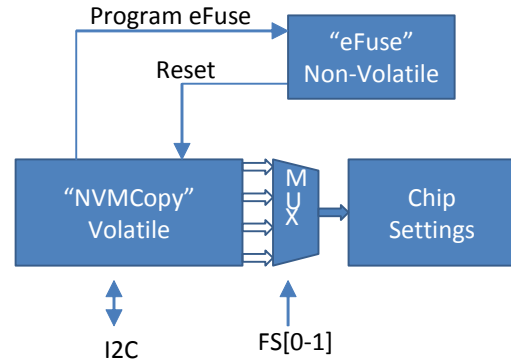 Program eFuse
“eFuse”
Non-Volatile
Reset
“NVMCopy”
Volatile
M
U
X
Chip
Settings
I2C
FS[0-1]